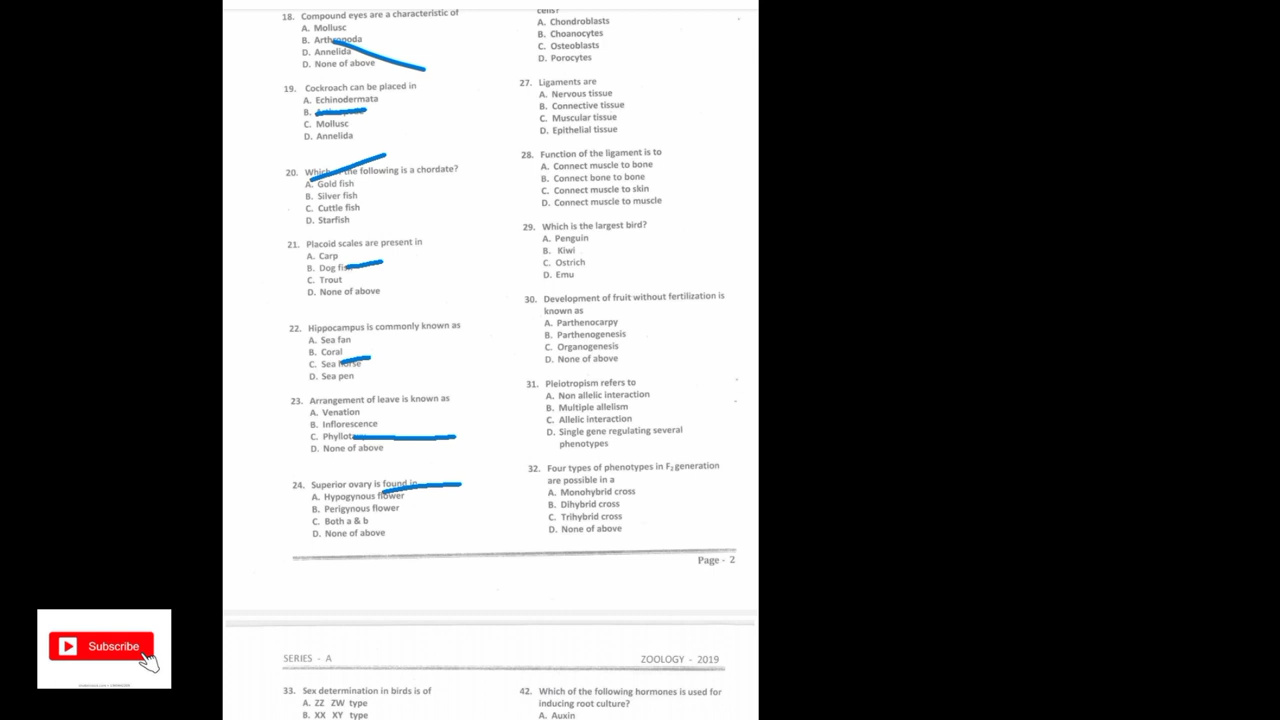 18. Compound eyes are a characteristic of
A. Mollusc
B. Arthropoda
D. Annelida
D. None of above
19. Cockroach can be placed in
A. Echinodermata
B.
C. Mollusc
D. Annelida
20. Which of the following is a chordate?
A. Gold fish
B. Silver fish
C. Cuttle fish
D. Starfish
21. Placoid scales are present in
A. Carp
B. Dog fish
C. Trout
D. None of above
22. Hippocampus is commonly known as
A. Sea fan
B. Coral
C. Sea horse
D. Sea pen
23. Arrangement of leave is known as
A. Venation
B. Inflorescence
C. Phyllot
D. None of above
24. Superior ovary is found in
A. Hypogynous flower
B. Perigynous flower
C. Both a & b
D. None of above
cells?
A. Chondroblasts
B. Choanocytes
C. Osteoblasts
D. Porocytes
27. Ligaments are
A. Nervous tissue
B. Connective tissue
C. Muscular tissue
D. Epithelial tissue
28. Function of the ligament is to
A. Connect muscle to bone
B. Connect bone to bone
C. Connect muscle to skin
D. Connect muscle to muscle
29. Which is the largest bird?
A. Penguin
B. Kiwi
C. Ostrich
D. Emu
30. Development of fruit without fertilization is
known as
A. Parthenocarpy
B. Parthenogenesis
C. Organogenesis
D. None of above
31. Pleiotropism refers to
A. Non allelic interaction
B. Multiple allelism
C. Allelic interaction
D. Single gene regulating several
phenotypes
32. Four types of phenotypes in F₂ generation
are possible in a
A. Monohybrid cross
B. Dihybrid cross
C. Trihybrid cross
D. None of above
Page - 2
SERIES - A
ZOOLOGY - 2019
33. Sex determination in birds is of
A. ZZ ZW type
B. XX XY type
42. Which of the following hormones is used for
inducing root culture?
A. Auxin
Subscribe